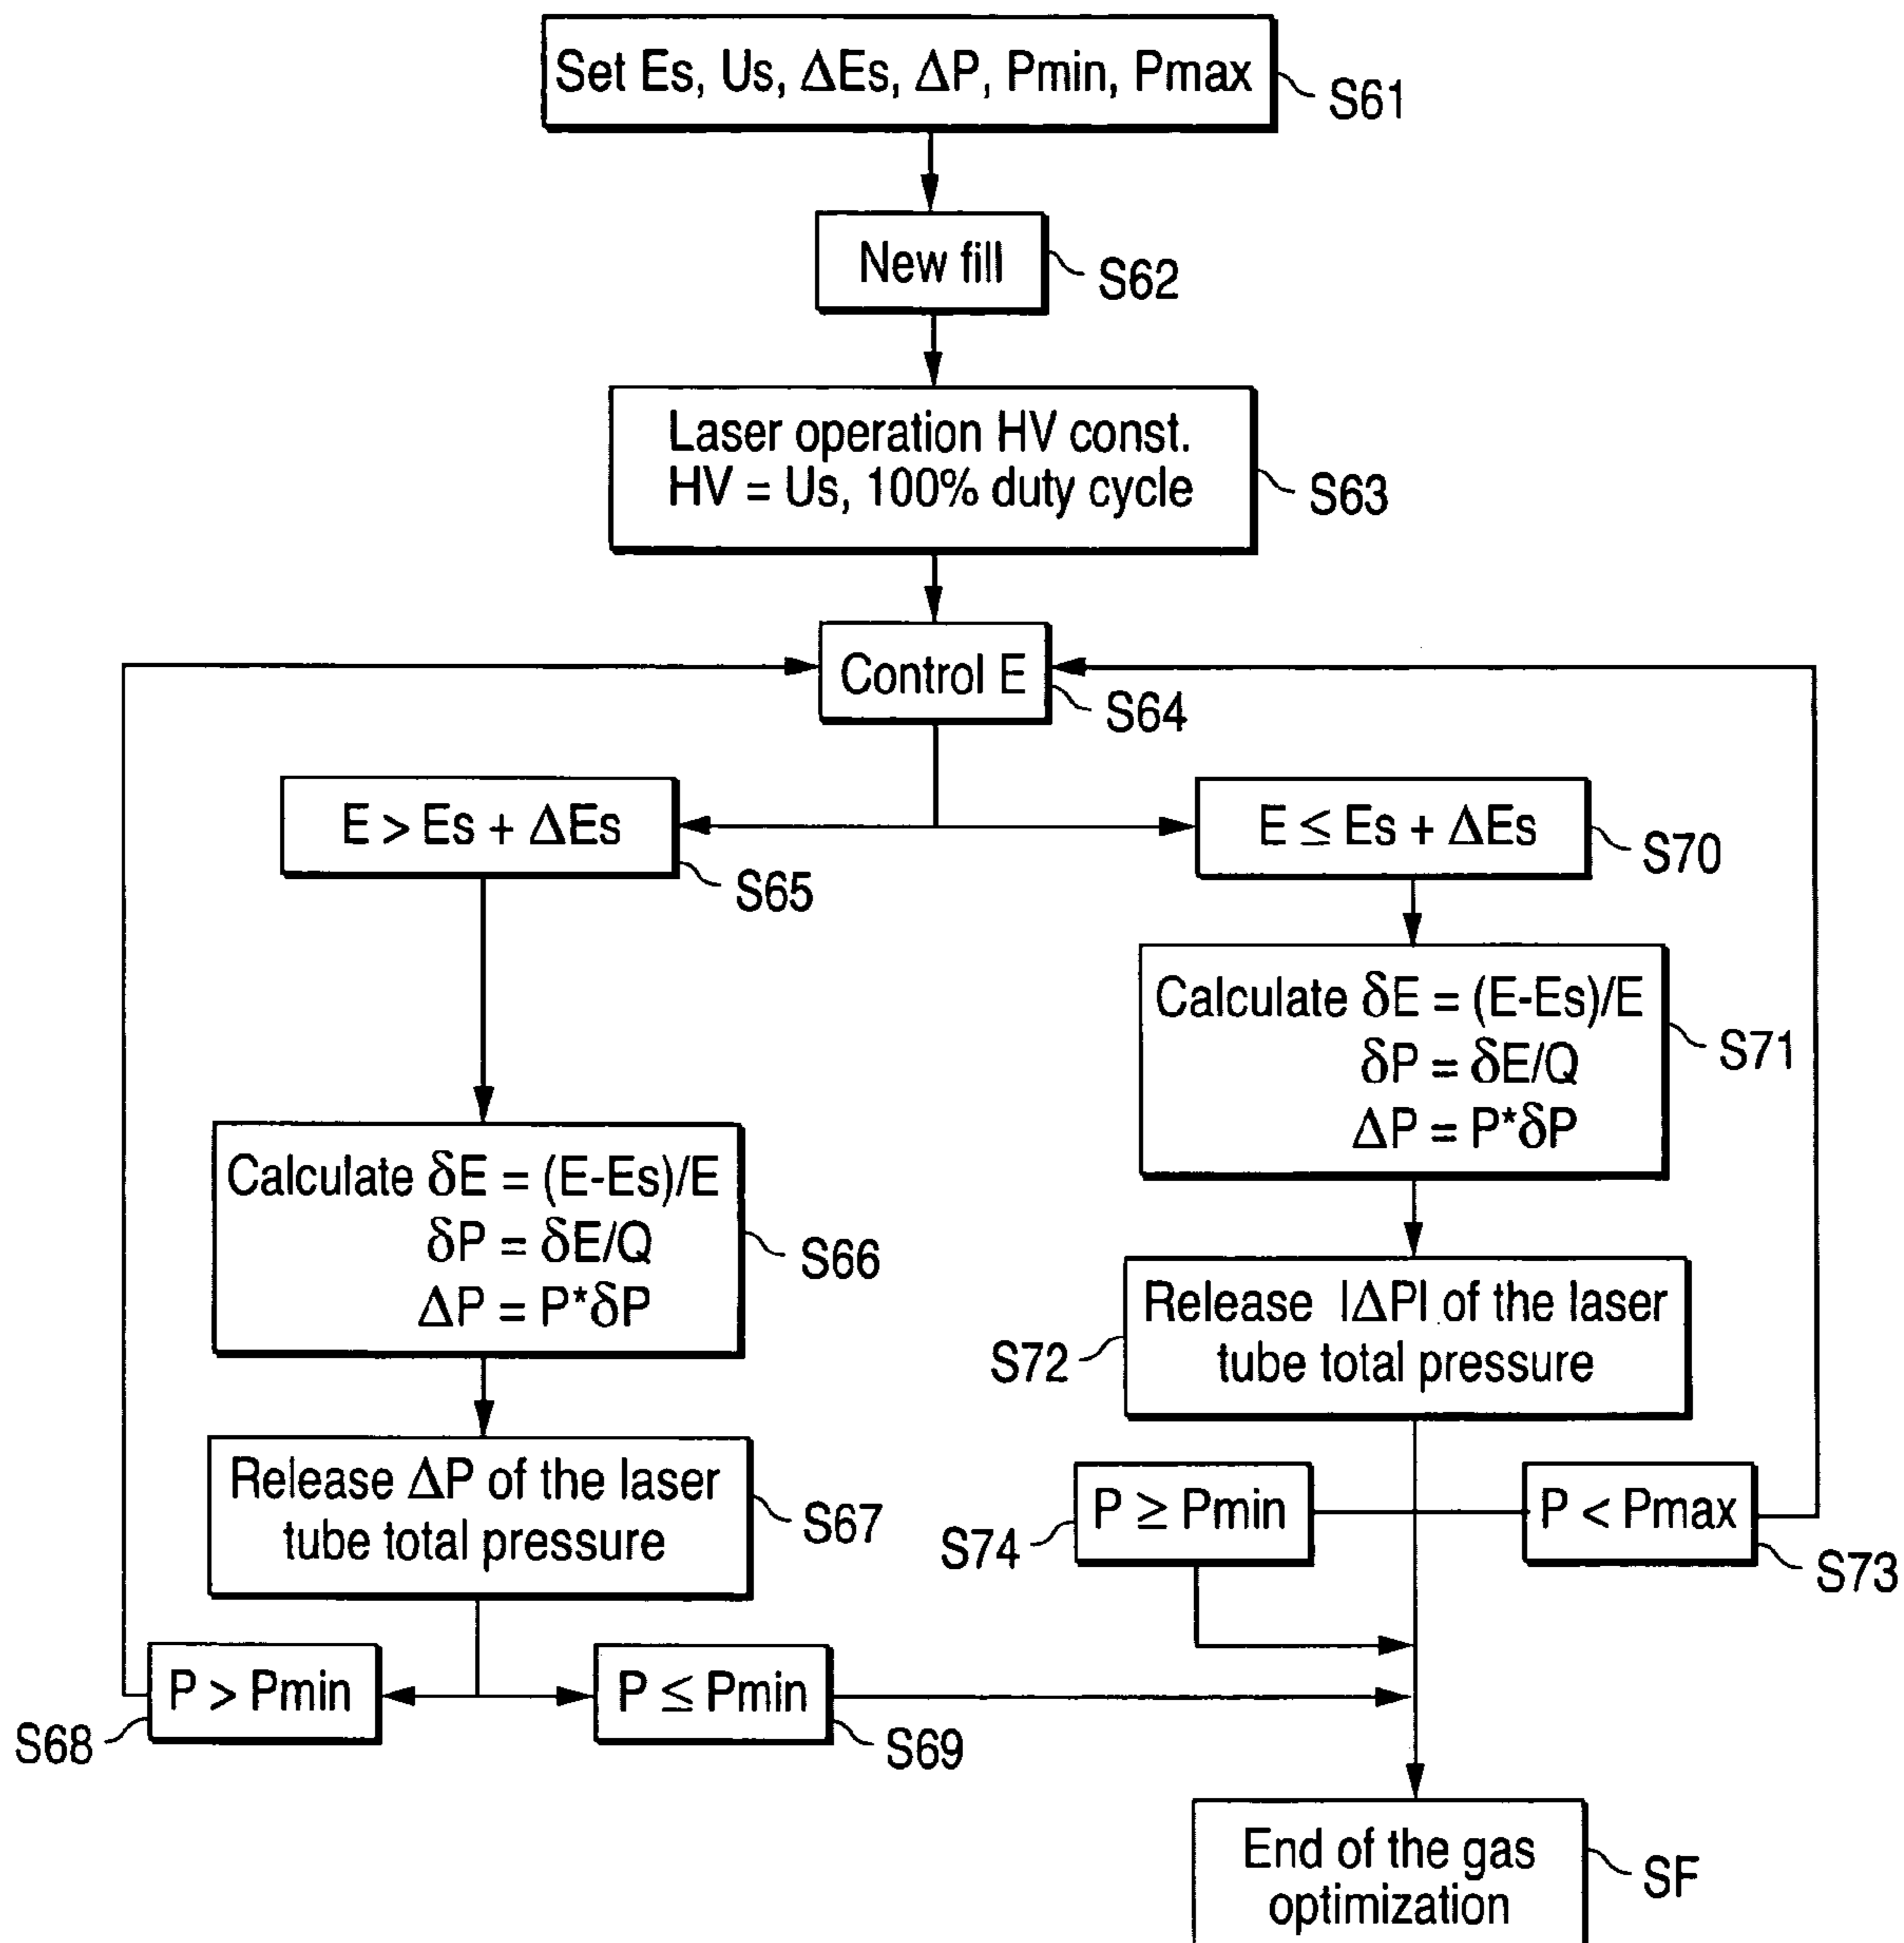 Set Es, Us, ΔEs, ΔP, Pmin, Pmax
S61
New fill
S62
Laser operation HV const.
HV = Us, 100% duty cycle
S63
Control E
S64
E > Es + ΔEs
S65
E ≤ Es + ΔEs
S70
Calculate δE = (E-Es)/E
δP = δE/Q
ΔP = P*δP
S71
Calculate δE = (E-Es)/E
δP = δE/Q
ΔP = P*δP
S66
Release |ΔP| of the laser
tube total pressure
S72
Release ΔP of the laser
tube total pressure
S67
P ≥ Pmin
S74
P < Pmax
S73
P > Pmin
S68
P ≤ Pmin
S69
End of the gas
optimization
SF